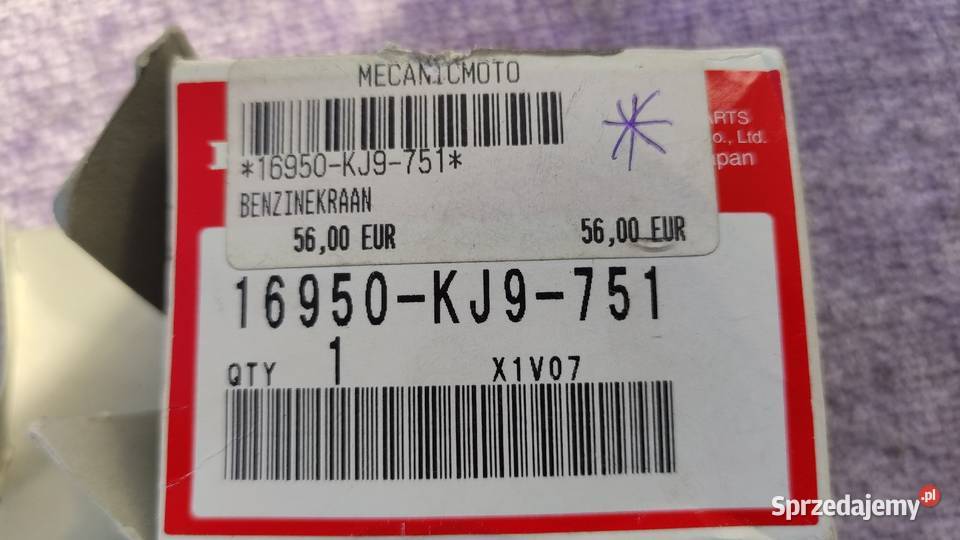 MECANICMOTO
*16950-KJ9-751*
BENZINEKRAAN
56,00 EUR 56,00 EUR
16950-KJ9-751
QTY 1 X1V07
Sprzedajemy.pl